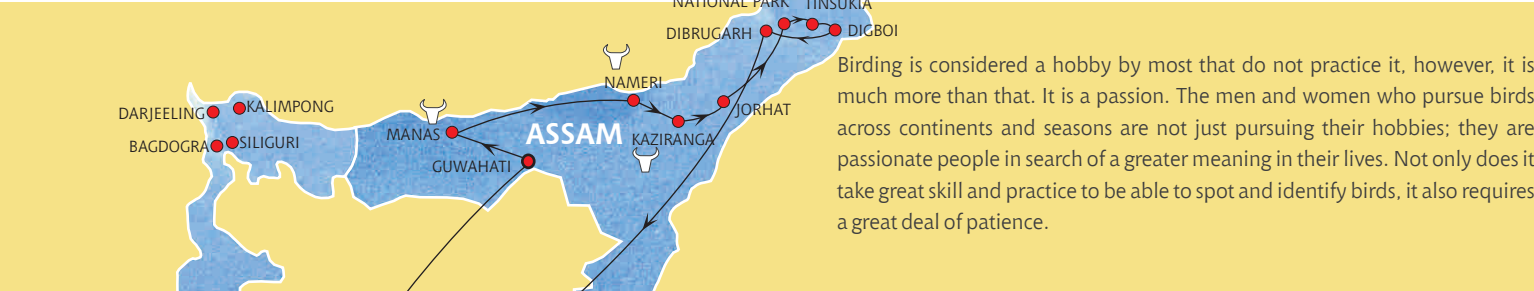 NATIONAL PARK TINSUKIA
DIBRUGARH DIGBOI
NAMERI
DARJEELING KALIMPONG
JORHAT
MANAS ASSAM KAZIRANGA
BAGDOGRA SILIGURI
GUWAHATI
Birding is considered a hobby by most that do not practice it, however, it is
much more than that. It is a passion. The men and women who pursue birds
across continents and seasons are not just pursuing their hobbies; they are
passionate people in search of a greater meaning in their lives. Not only does it
take great skill and practice to be able to spot and identify birds, it also requires
a great deal of patience.